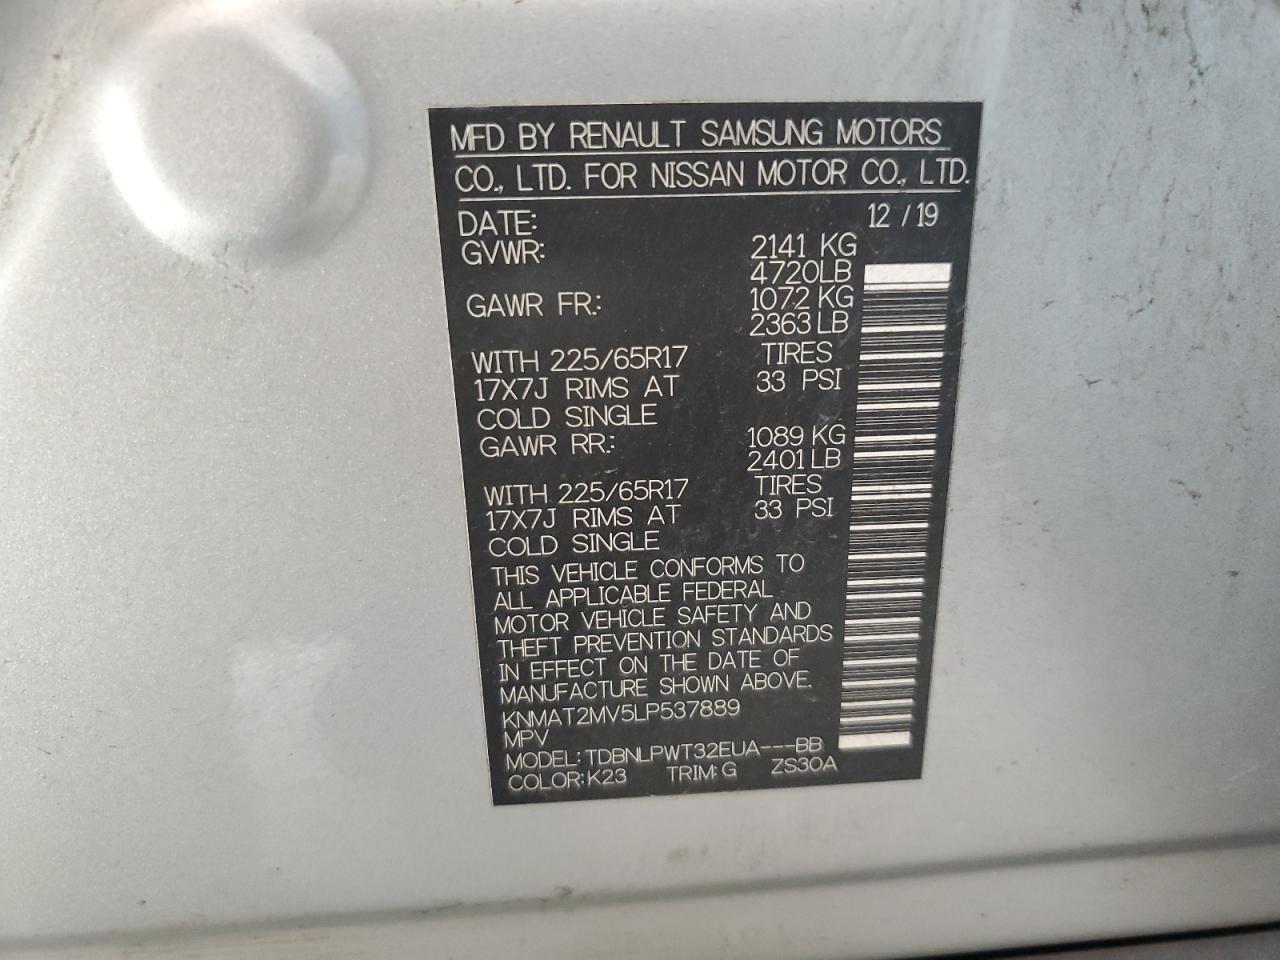 MFD BY RENAULT SAMSUNG MOTORS
CO., LTD. FOR NISSAN MOTOR CO., LTD.
DATE: 12 / 19
GVWR: 2141 KG
4720LB
GAWR FR.: 1072 KG
2363 LB
WITH 225/65R17 TIRES
17X7J RIMS AT 33 PSI
COLD SINGLE
GAWR RR.: 1089 KG
2401 LB
WITH 225/65R17 TIRES
17X7J RIMS AT 33 PSI
COLD SINGLE
THIS VEHICLE CONFORMS TO
ALL APPLICABLE FEDERAL
MOTOR VEHICLE SAFETY AND
THEFT PREVENTION STANDARDS
IN EFFECT ON THE DATE OF
MANUFACTURE SHOWN ABOVE.
KNMAT2MV5LP537889
MPV
MODEL: TDBNLPWT32EUA---BB
COLOR: K23 TRIM: G ZS30A